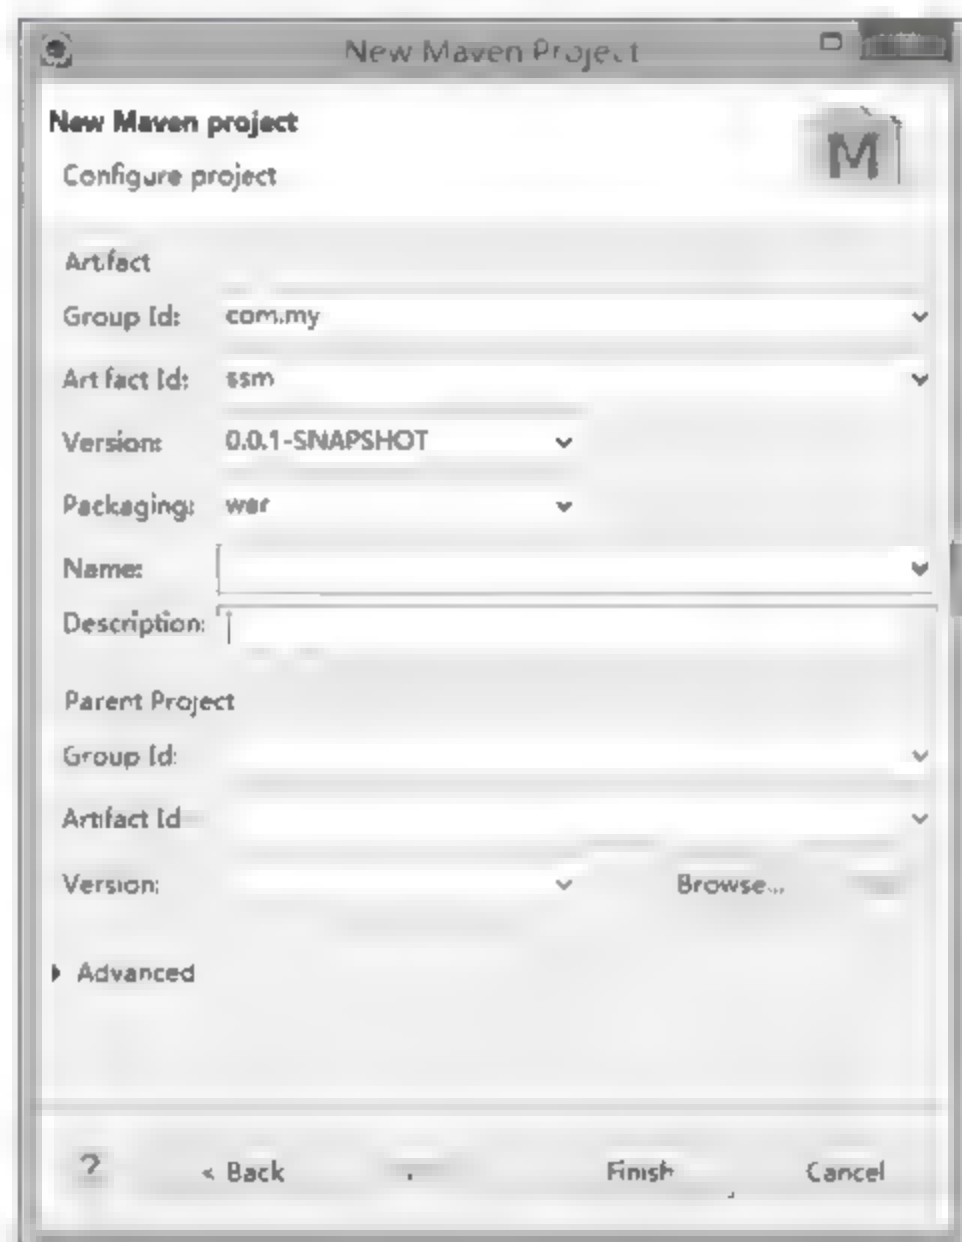 New Maven Project
New Maven project
Configure project
M
Artifact
Group Id: com.my
Artifact Id: ssm
Version: 0.0.1-SNAPSHOT
Packaging: war
Name:
Description:
Parent Project
Group Id:
Artifact Id
Version: Browse...
Advanced
? < Back Finish Cancel